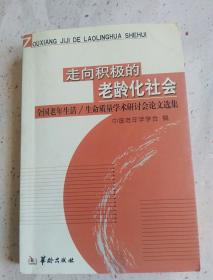 ZOUXIANG JIJI DE LAOLINGHUA SHEHUI
走向积极的
老龄化社会
全国老年生活/生命质量学术研讨会论文选集
中国老年学学会 编
华龄出版社